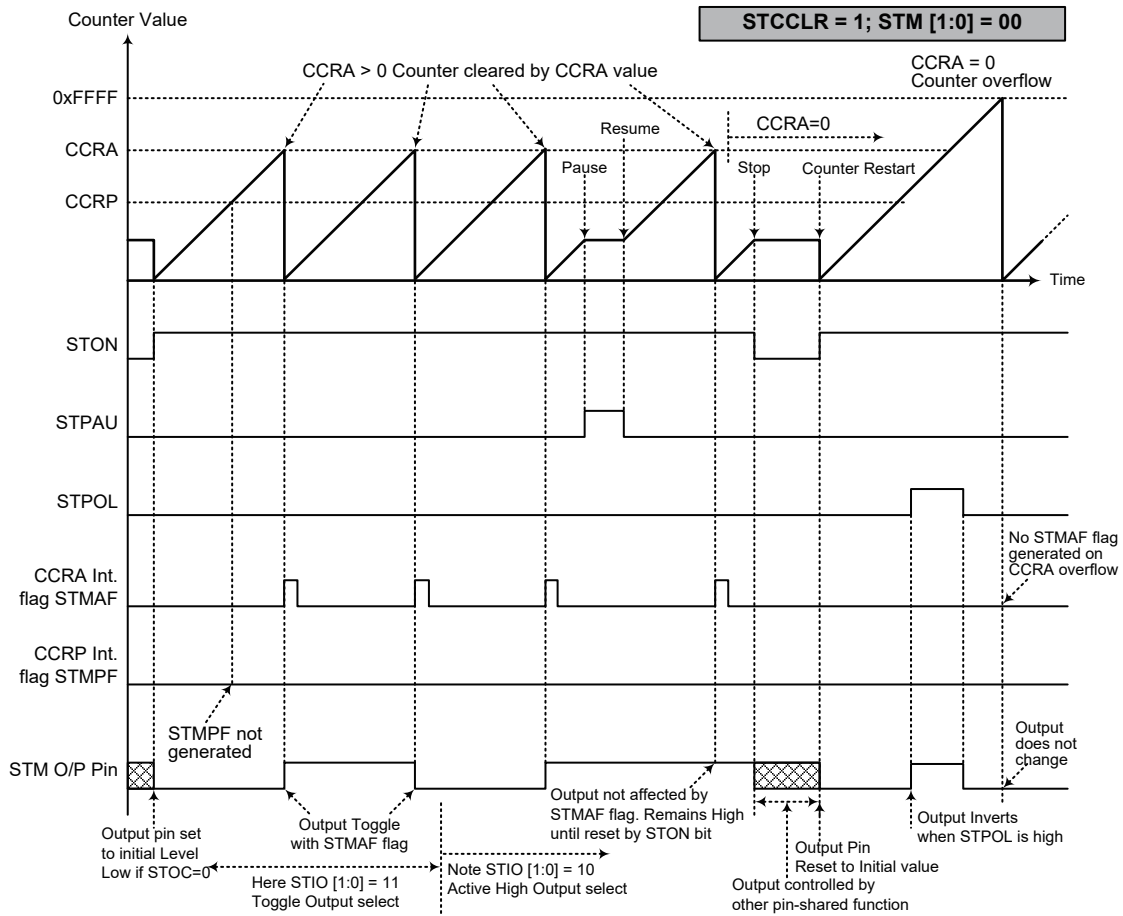 Counter Value
STCCLR = 1; STM [1:0] = 00
CCRA > 0 Counter cleared by CCRA value
CCRA = 0
Counter overflow
0xFFFF
CCRA=0
Resume
CCRA
Pause
Stop
Counter Restart
CCRP
Time
STON
STPAU
STPOL
No STMAF flag
generated on
CCRA overflow
CCRA Int.
flag STMAF
CCRP Int.
flag STMPF
STMPF not
generated
Output
does not
change
STM O/P Pin
Output pin set
to initial Level
Low if STOC=0
Output Toggle
with STMAF flag
Output not affected by
STMAF flag. Remains High
until reset by STON bit
Output Inverts
when STPOL is high
Output Pin
Reset to Initial value
Here STIO [1:0] = 11
Toggle Output select
Note STIO [1:0] = 10
Active High Output select
Output controlled by
other pin-shared function